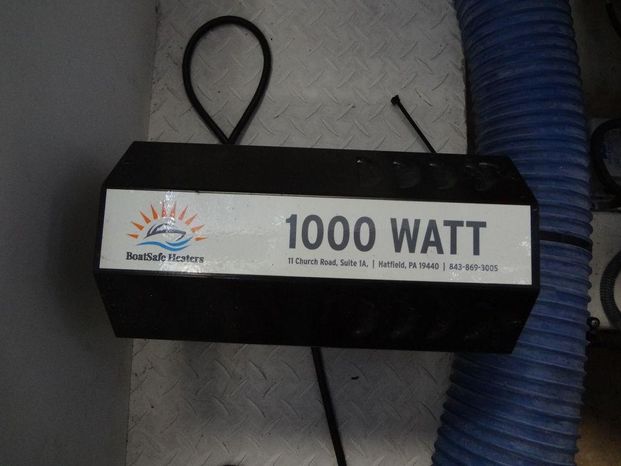 1000 WATT
11 Church Road, Suite 1A, | Hatfield, PA 19440 | 843-869-3005
BoatSafe Heaters